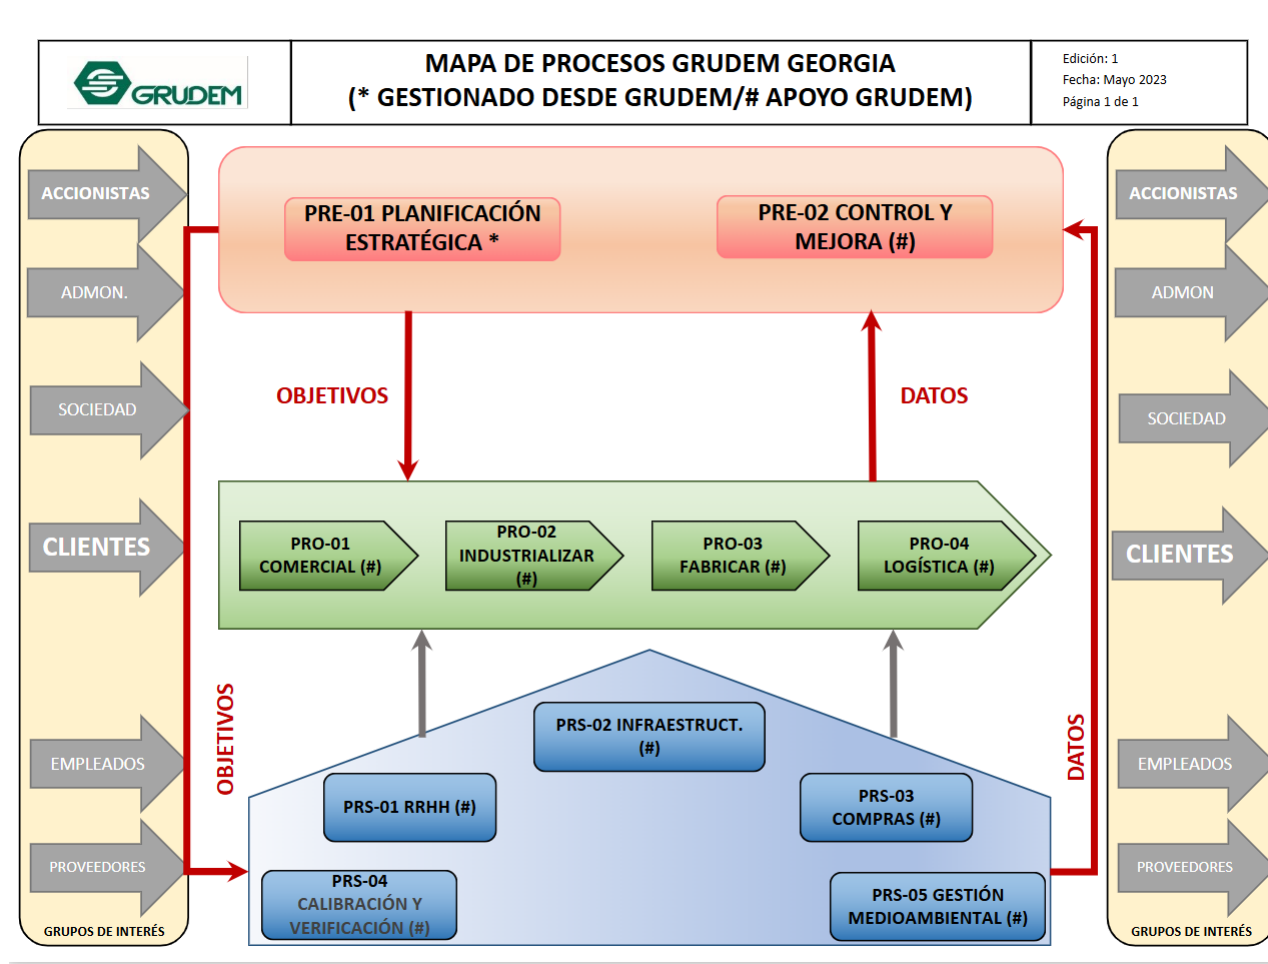 GRUDEM
MAPA DE PROCESOS GRUDEM GEORGIA
(* GESTIONADO DESDE GRUDEM/# APOYO GRUDEM)
Edición: 1
Fecha: Mayo 2023
Página 1 de 1
ACCIONISTAS
ADMON.
SOCIEDAD
CLIENTES
EMPLEADOS
PROVEEDORES
GRUPOS DE INTERÉS
PRE-01 PLANIFICACIÓN
ESTRATÉGICA *
PRE-02 CONTROL Y
MEJORA (#)
OBJETIVOS
DATOS
PRO-01
COMERCIAL (#)
PRO-02
INDUSTRIALIZAR
(#)
PRO-03
FABRICAR (#)
PRO-04
LOGÍSTICA (#)
OBJETIVOS
DATOS
PRS-02 INFRAESTRUCT.
(#)
PRS-01 RRHH (#)
PRS-03
COMPRAS (#)
PRS-04
CALIBRACIÓN Y
VERIFICACIÓN (#)
PRS-05 GESTIÓN
MEDIOAMBIENTAL (#)
ACCIONISTAS
ADMON
SOCIEDAD
CLIENTES
EMPLEADOS
PROVEEDORES
GRUPOS DE INTERÉS